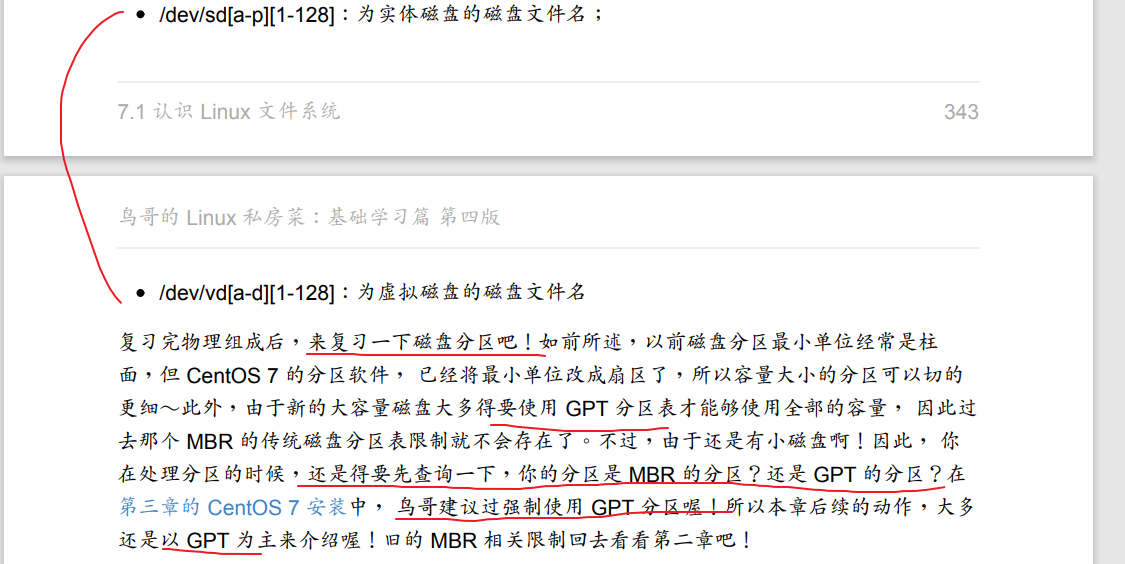 • /dev/sd[a-p][1-128]：为实体磁盘的磁盘文件名；
7.1 认识 Linux 文件系统 343
鸟哥的 Linux 私房菜：基础学习篇 第四版
• /dev/vd[a-d][1-128]：为虚拟磁盘的磁盘文件名
复习完物理组成后，来复习一下磁盘分区吧！如前所述，以前磁盘分区最小单位经常是柱
面，但 CentOS 7 的分区软件， 已经将最小单位改成扇区了，所以容量大小的分区可以切的
更细～此外，由于新的大容量磁盘大多得要使用 GPT 分区表才能够使用全部的容量， 因此过
去那个 MBR 的传统磁盘分区表限制就不会存在了。不过，由于还是有小磁盘啊！因此， 你
在处理分区的时候，还是得要先查询一下，你的分区是 MBR 的分区？还是 GPT 的分区？在
第三章的 CentOS 7 安装中， 鸟哥建议过强制使用 GPT 分区喔！所以本章后续的动作，大多
还是以 GPT 为主来介绍喔！旧的 MBR 相关限制回去看看第二章吧！